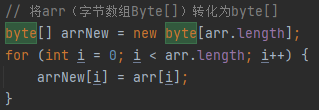 // 将arr（字节数组Byte[]）转化为byte[]
byte[] arrNew = new byte[arr.length];
for (int i = 0; i < arr.length; i++) {
    arrNew[i] = arr[i];
}